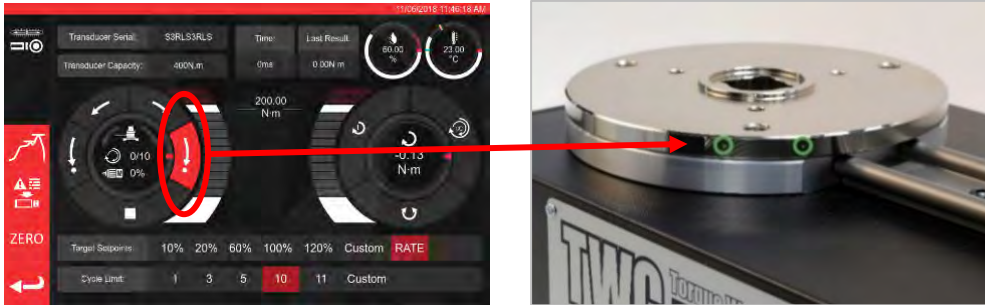 11/06/2018 11:46:18 AM
Transducer Serial: S3RLS3RLS
Time:
Last Result:
Transducer Capacity: 400N.m
0ms
0.00N m
60.00
%
23.00
°C
200.00
N·m
0/10
0%
-0.13
N·m
ZERO
Target Setpoints: 10% 20% 60% 100% 120% Custom RATE
Cycle Limit: 1 3 5 10 11 Custom
TWC